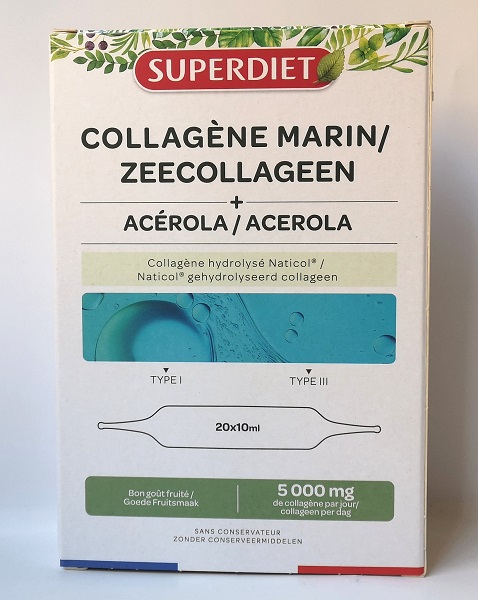 SUPERDIET
COLLAGÈNE MARIN/
ZEECOLLAGEEN
+
ACÉROLA / ACEROLA
Collagène hydrolysé Naticol® /
Naticol® gehydrolyseerd collageen
TYPE I
TYPE III
20x10ml
Bon goût fruité /
Goede Fruitsmaak
5 000 mg
de collagène par jour/
collageen per dag
SANS CONSERVATEUR
ZONDER CONSERVEERMIDDELEN